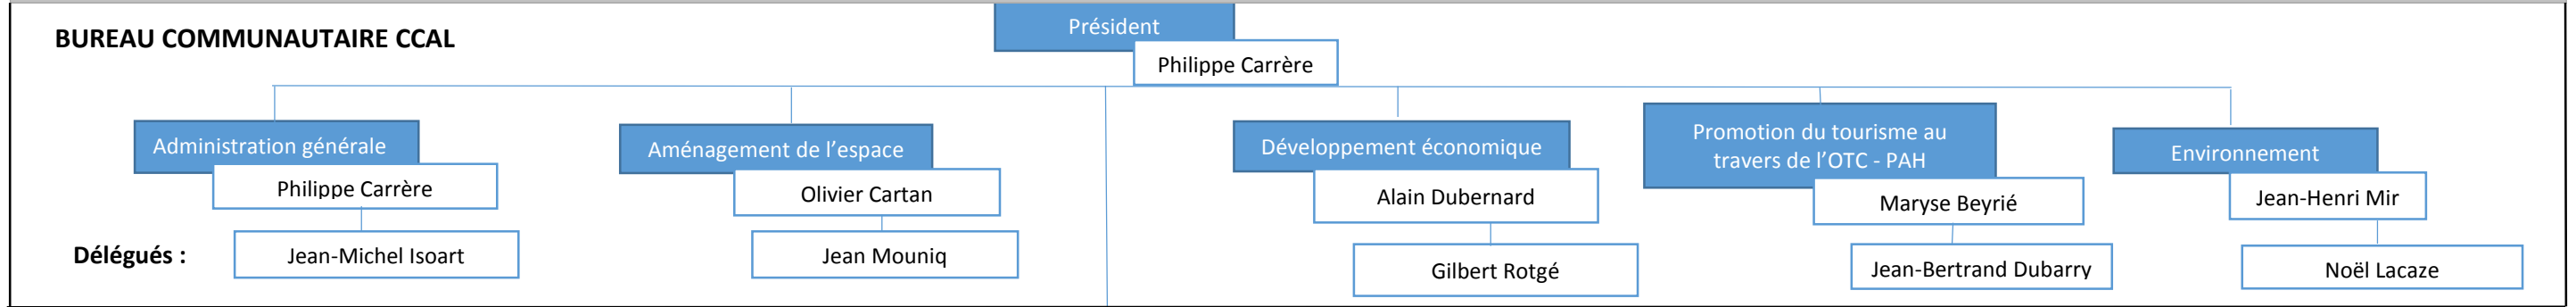 BUREAU COMMUNAUTAIRE CCAL
Président
Philippe Carrère
Administration générale
Philippe Carrère
Aménagement de l'espace
Olivier Cartan
Développement économique
Alain Dubernard
Promotion du tourisme au
travers de l'OTC - PAH
Maryse Beyrié
Environnement
Jean-Henri Mir
Délégués :
Jean-Michel Isoart
Jean Mouniq
Gilbert Rotgé
Jean-Bertrand Dubarry
Noël Lacaze